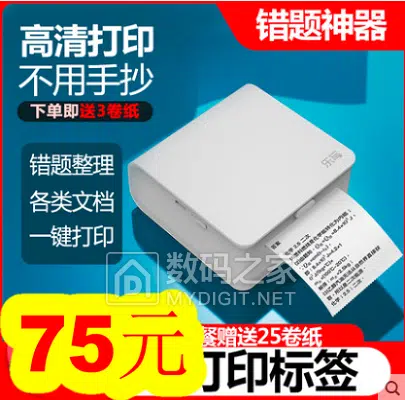 错题神器
高清打印
不用手抄
下单即送3卷纸
错题整理
各类文档
一键打印
数码之家
MYDIGIT.NET
餐赠送25卷纸
75元
打印标签